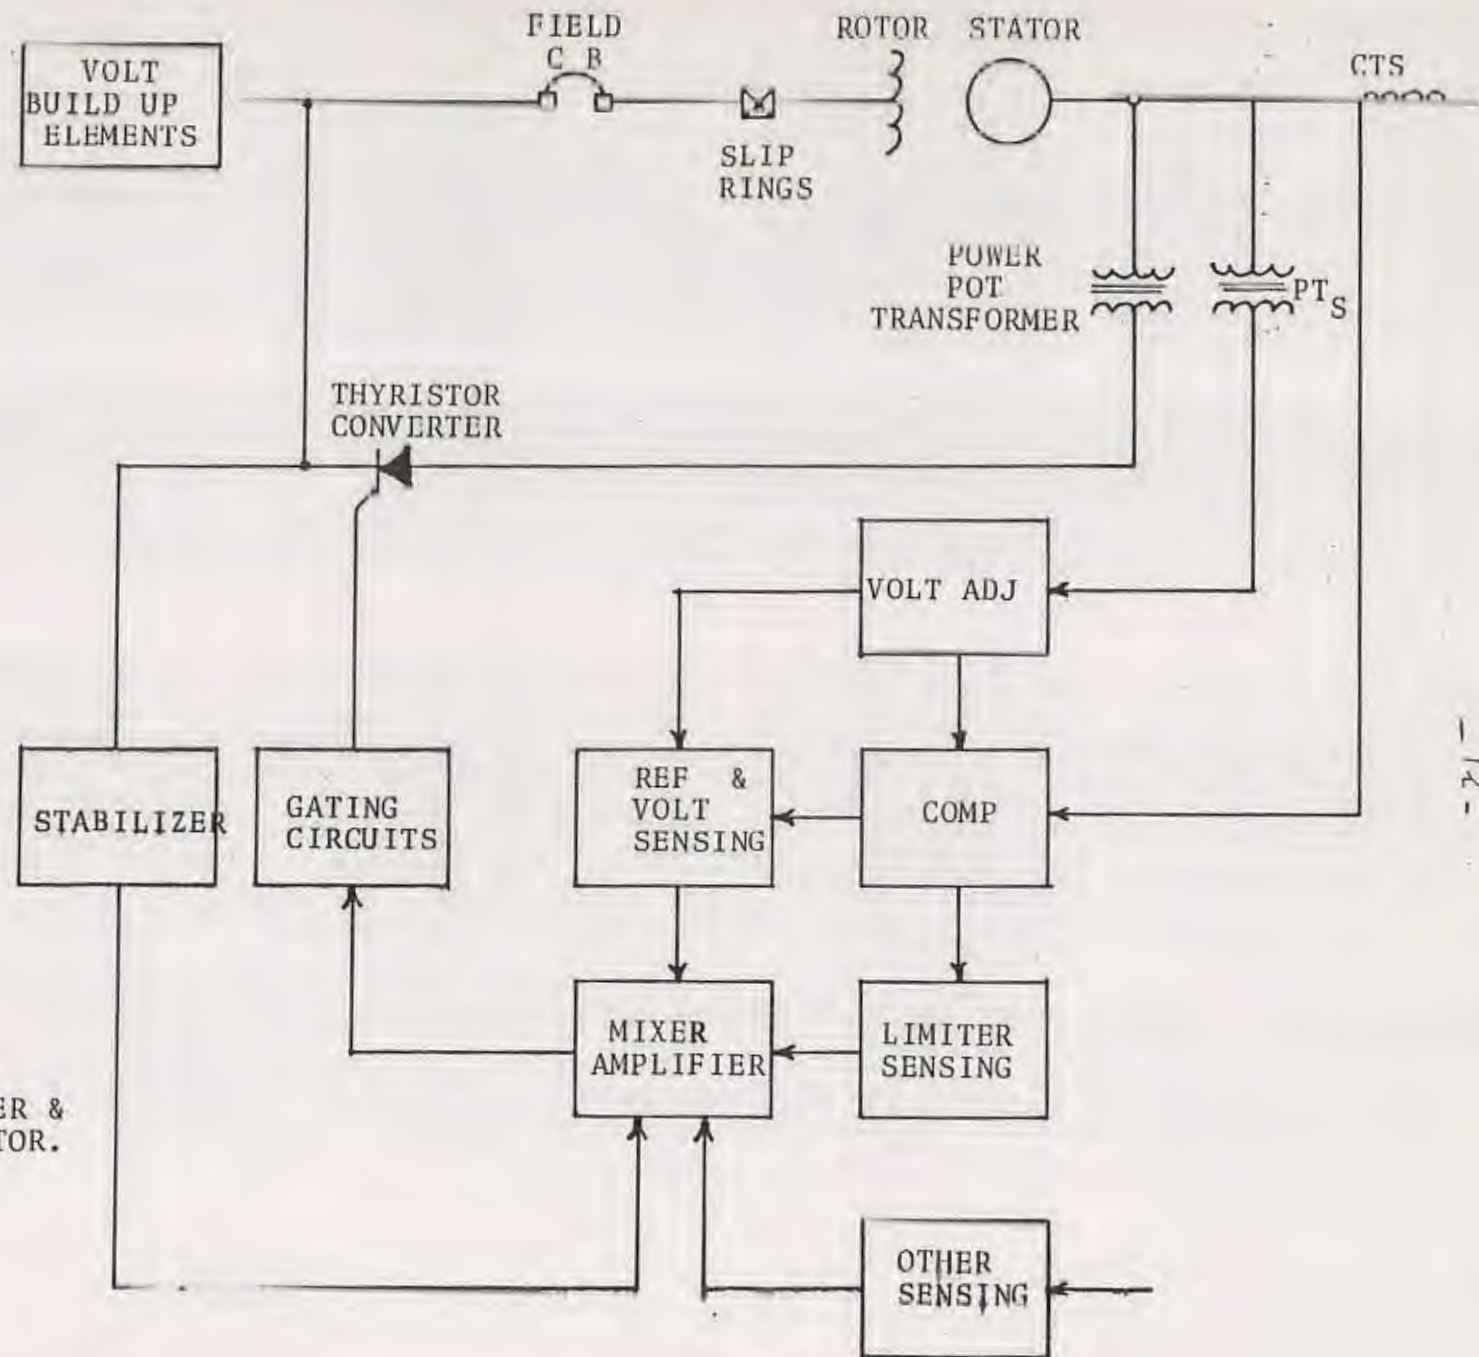 FIELD
C B
ROTOR
STATOR
CTS
VOLT
BUILD UP
ELEMENTS
SLIP
RINGS
POWER
POT
TRANSFORMER
PTS
THYRISTOR
CONVERTER
VOLT ADJ
STABILIZER
GATING
CIRCUITS
REF &
VOLT
SENSING
COMP
MIXER
AMPLIFIER
LIMITER
SENSING
ER &
TOR.
OTHER
SENSING